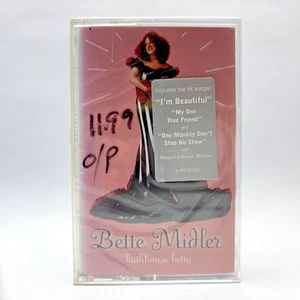 Includes the hit songs:
"I'm Beautiful"
"My One
True Friend"
and
"One Monkey Don't
Stop No Show"
11.99
O/P
Bette Midler
bathhouse betty